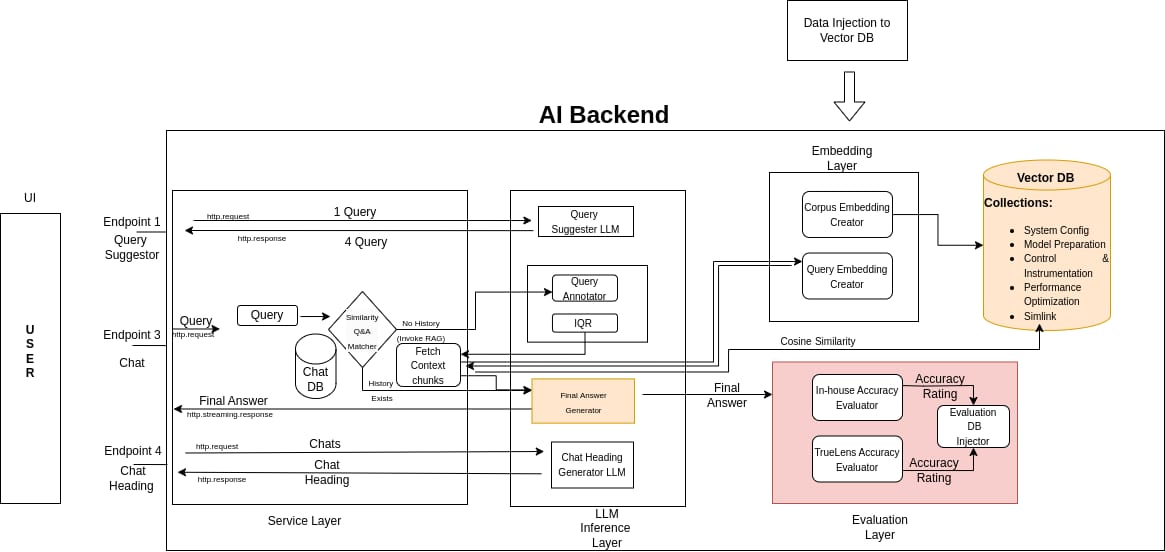 Data Injection to
Vector DB
AI Backend
UI
U
S
E
R
Endpoint 1
Query
Suggestor
Endpoint 3
Chat
Endpoint 4
Chat
Heading
http.request
1 Query
http.response
4 Query
Query
http.request
Query
Similarity
Q&A
Matcher
Chat
DB
No History
(Invoke RAG)
Fetch
Context
chunks
History
Exists
Final Answer
http.streaming.response
http.request
Chats
http.response
Chat
Heading
Service Layer
Query
Suggester LLM
Query
Annotator
IQR
Final Answer
Generator
Chat Heading
Generator LLM
LLM
Inference
Layer
Embedding
Layer
Corpus Embedding
Creator
Query Embedding
Creator
Vector DB
Collections:
• System Config
• Model Preparation
• Control &
Instrumentation
• Performance
Optimization
• Simlink
Cosine Similarity
Final
Answer
In-house Accuracy
Evaluator
Accuracy
Rating
Evaluation
DB
Injector
TrueLens Accuracy
Evaluator
Accuracy
Rating
Evaluation
Layer